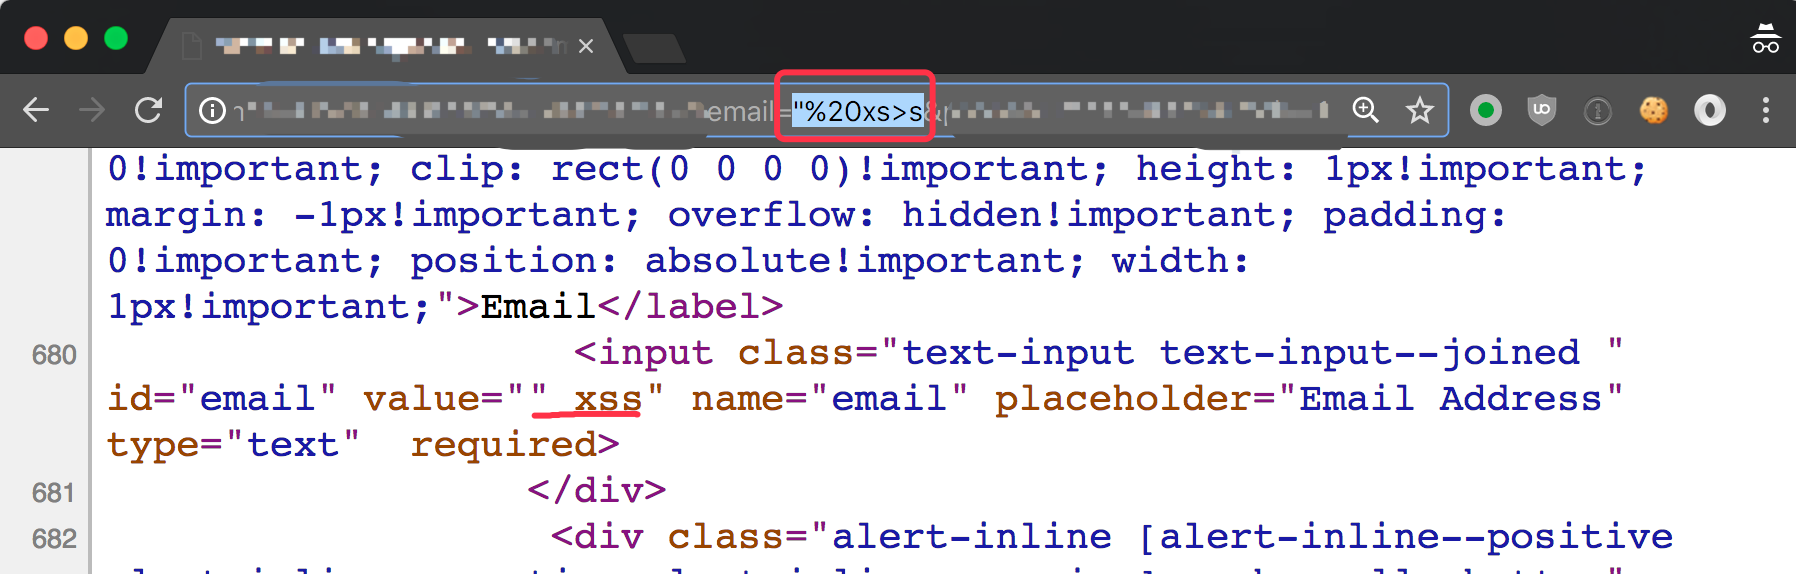 email="%20xs>s&
0!important; clip: rect(0 0 0 0)!important; height: 1px!important;
margin: -1px!important; overflow: hidden!important; padding:
0!important; position: absolute!important; width:
1px!important;">Email</label>
680 <input class="text-input text-input--joined "
id="email" value="" xss" name="email" placeholder="Email Address"
type="text"  required>
681 </div>
682 <div class="alert-inline [alert-inline--positive